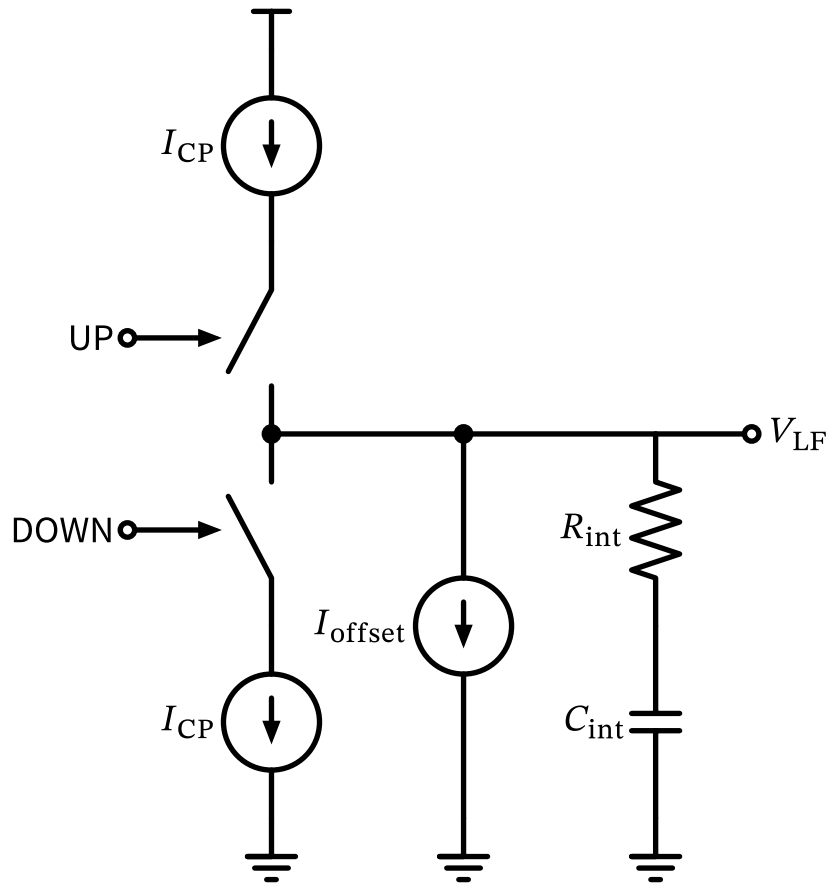 I_CP
UP
V_LF
DOWN
R_int
I_offset
I_CP
C_int